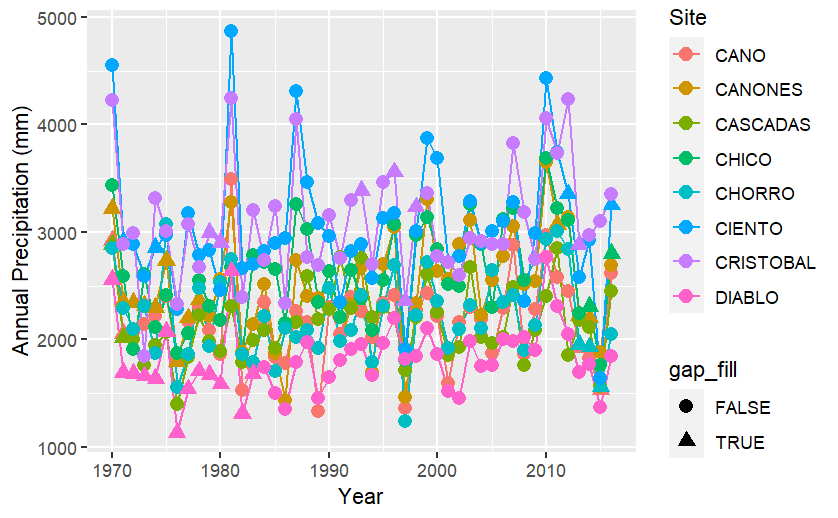 5000
4000
3000
2000
1000
Annual Precipitation (mm)
1970
1980
1990
2000
2010
Year
Site
CANO
CANONES
CASCADAS
CHICO
CHORRO
CIENTO
CRISTOBAL
DIABLO
gap_fill
FALSE
TRUE